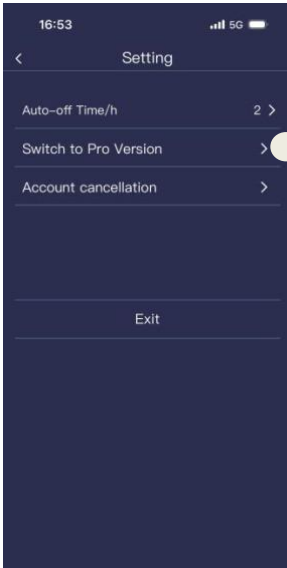 16:53 5G
< Setting
Auto-off Time/h 2 >
Switch to Pro Version >
Account cancellation >
Exit